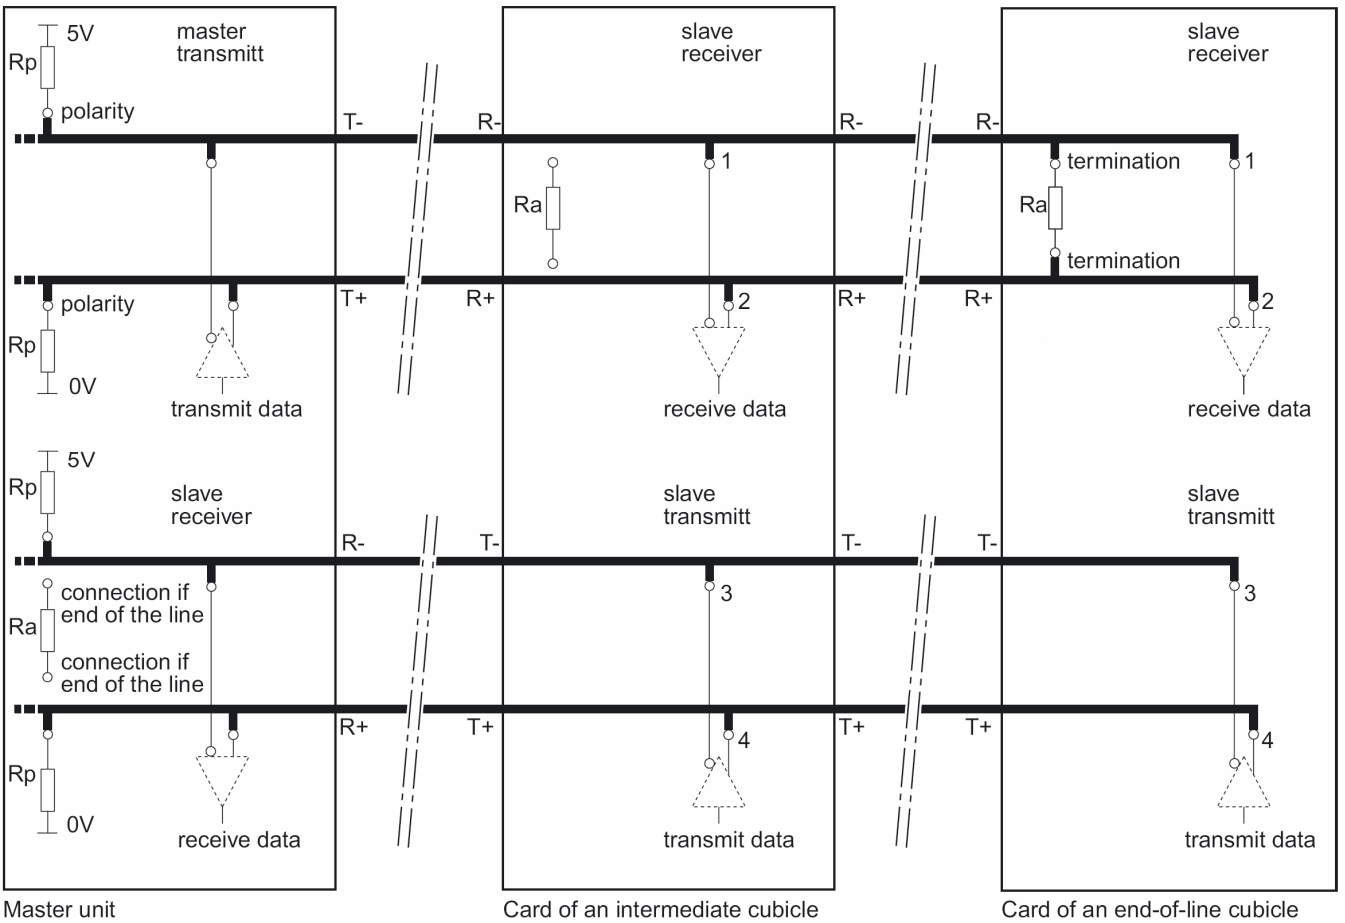 5V
master
transmitt
Rp
polarity
T-
R-
slave
receiver
1
Ra
R-
R-
slave
receiver
termination
1
Ra
termination
polarity
T+
R+
2
R+
R+
2
Rp
0V
transmit data
receive data
receive data
5V
Rp
slave
receiver
slave
transmitt
slave
transmitt
R-
T-
T-
T-
connection if
end of the line
3
3
Ra
connection if
end of the line
R+
T+
4
T+
T+
4
Rp
0V
receive data
transmit data
transmit data
Master unit
Card of an intermediate cubicle
Card of an end-of-line cubicle